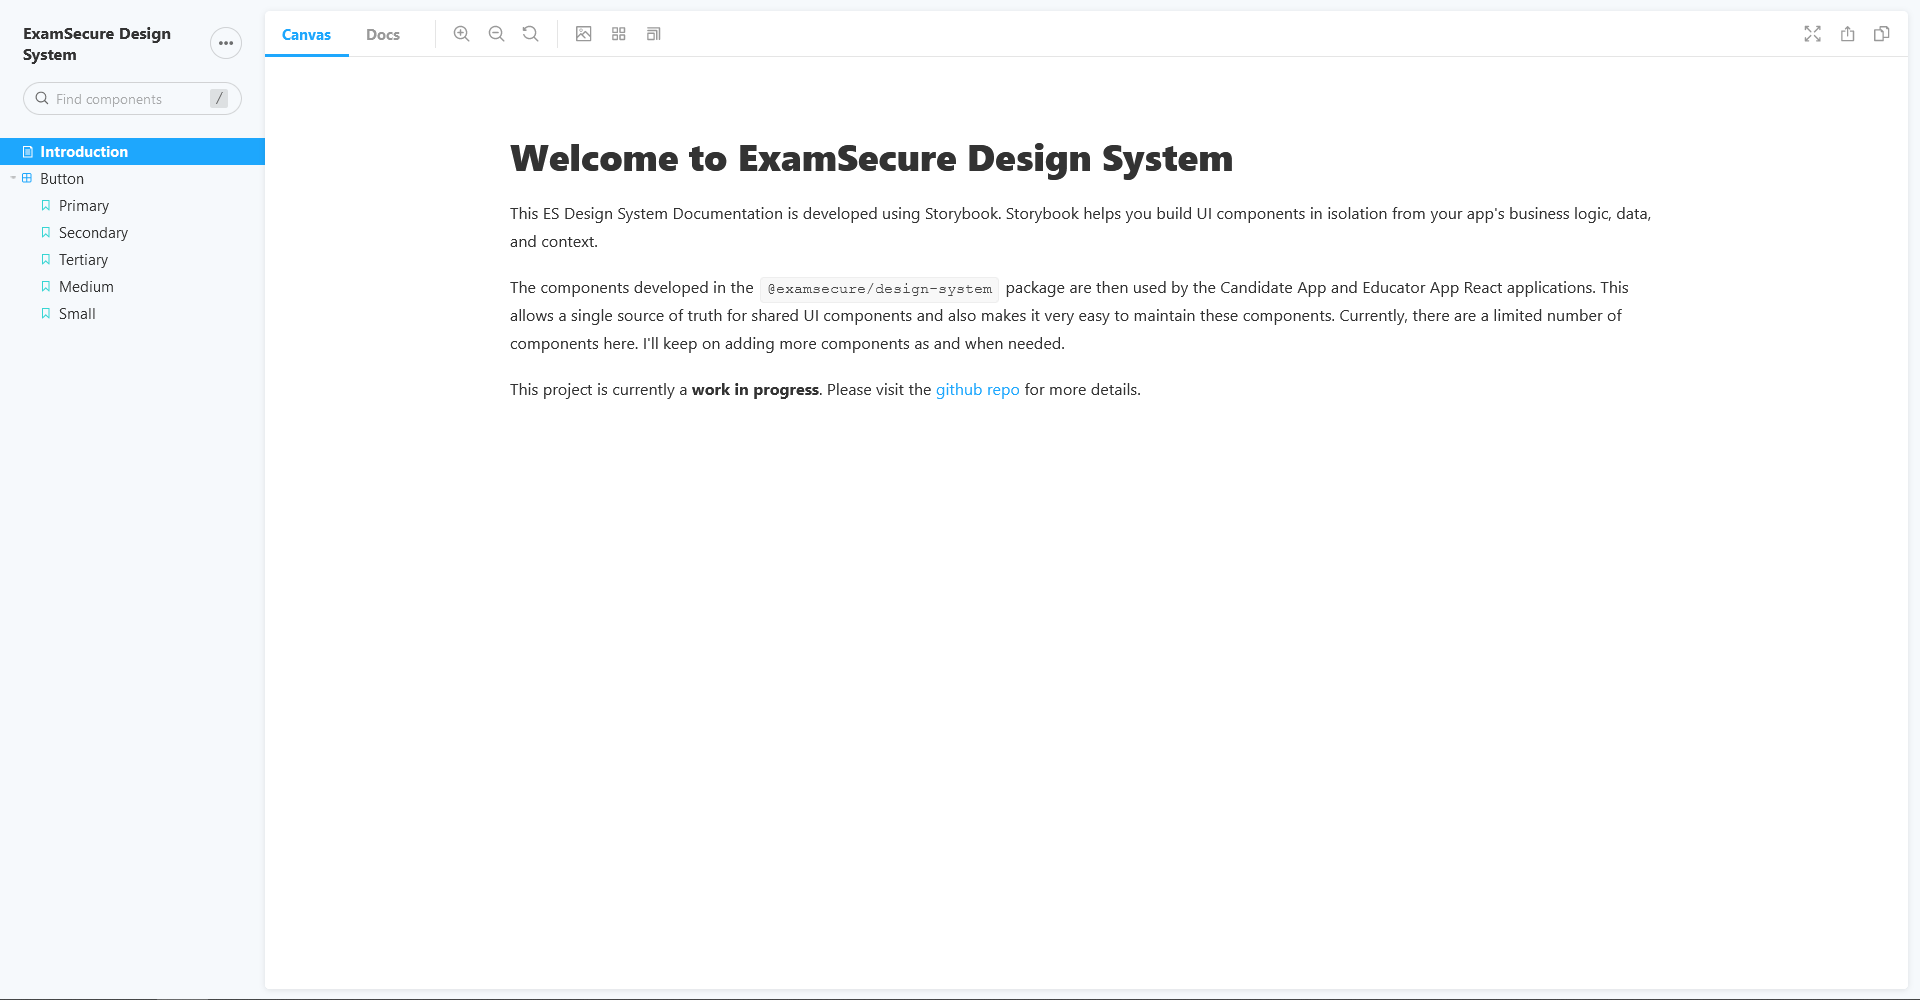 ExamSecure Design
System
Find components
/
Introduction
Button
Primary
Secondary
Tertiary
Medium
Small
Canvas
Docs
Welcome to ExamSecure Design System
This ES Design System Documentation is developed using Storybook. Storybook helps you build UI components in isolation from your app's business logic, data,
and context.
The components developed in the @examsecure/design-system package are then used by the Candidate App and Educator App React applications. This
allows a single source of truth for shared UI components and also makes it very easy to maintain these components. Currently, there are a limited number of
components here. I'll keep on adding more components as and when needed.
This project is currently a work in progress. Please visit the github repo for more details.